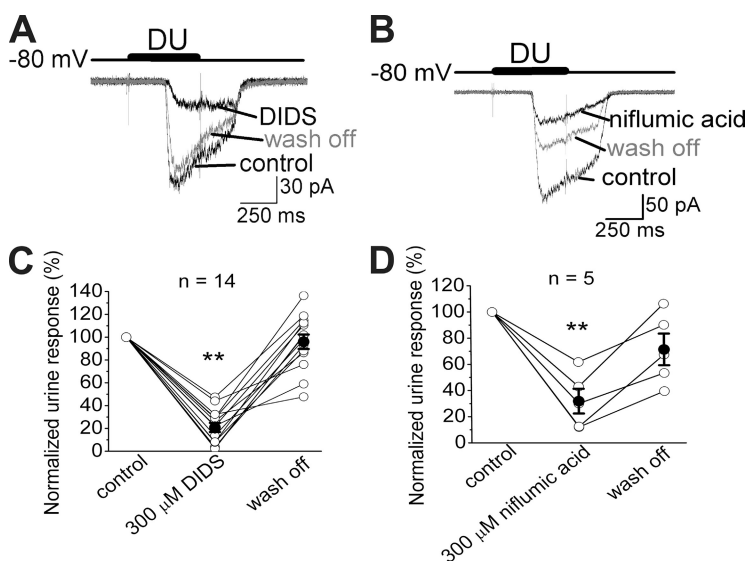 A
DU
-80 mV
DIDS
wash off
control
30 pA
250 ms
B
DU
-80 mV
niflumic acid
wash off
control
50 pA
250 ms
C
Normalized urine response (%)
n = 14
**
140
120
100
80
60
40
20
0
control
300 μM DIDS
wash off
D
Normalized urine response (%)
n = 5
**
120
100
80
60
40
20
0
control
300 μM niflumic acid
wash off